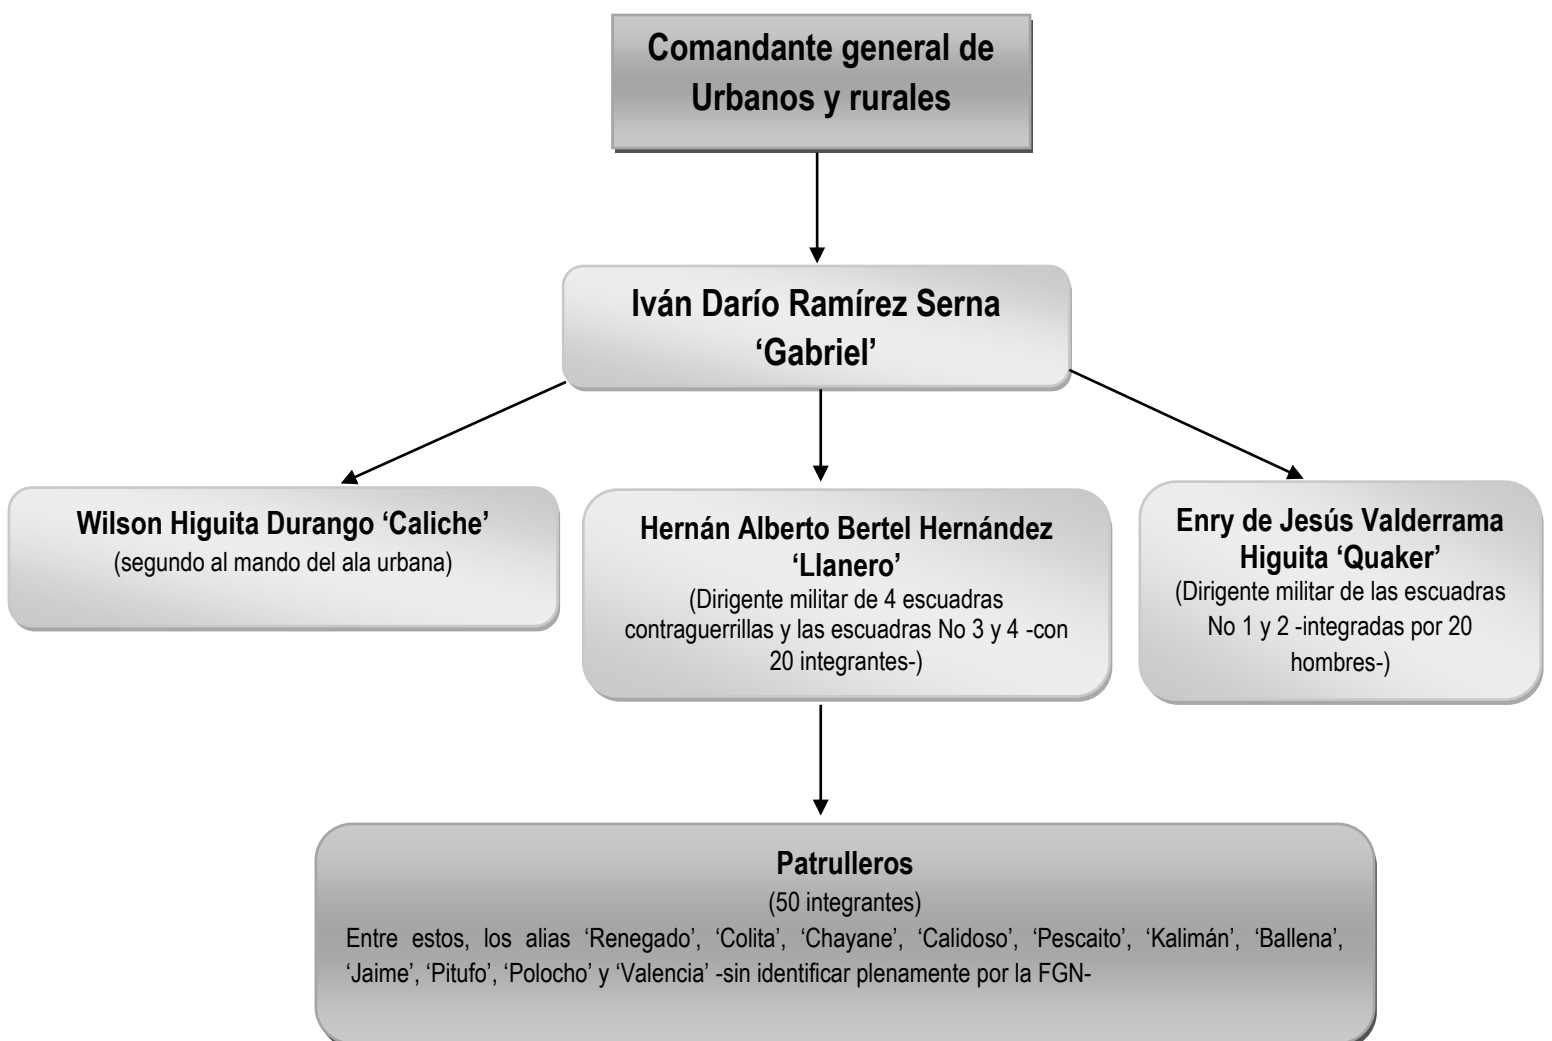 Comandante general de
Urbanos y rurales
Iván Darío Ramírez Serna
‘Gabriel’
Wilson Higuita Durango ‘Caliche’
(segundo al mando del ala urbana)
Hernán Alberto Bertel Hernández
‘Llanero’
(Dirigente militar de 4 escuadras
contraguerrillas y las escuadras No 3 y 4 -con
20 integrantes-)
Enry de Jesús Valderrama
Higuita ‘Quaker’
(Dirigente militar de las escuadras
No 1 y 2 -integradas por 20
hombres-)
Patrulleros
(50 integrantes)
Entre estos, los alias ‘Renegado’, ‘Colita’, ‘Chayane’, ‘Calidoso’, ‘Pescaito’, ‘Kalimán’, ‘Ballena’,
‘Jaime’, ‘Pitufo’, ‘Polocho’ y ‘Valencia’ -sin identificar plenamente por la FGN-